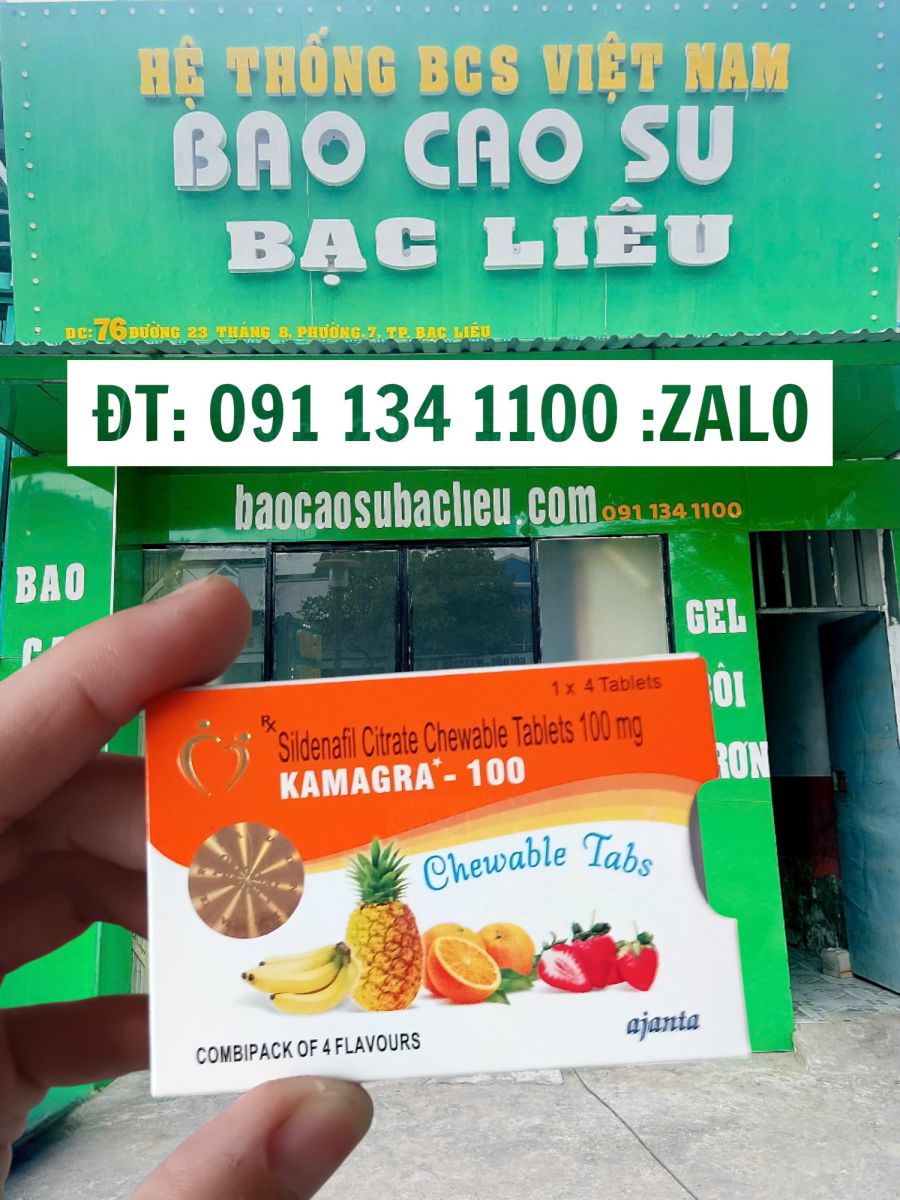 HỆ THỐNG BCS VIỆT NAM
BAO CAO SU
BẠC LIÊU
ĐC: 76 ĐƯỜNG 23 THÁNG 8, PHƯỜNG.7, TP. BẠC LIÊU
ĐT: 091 134 1100 :ZALO
baocaosubaclieu.com 091 134 1100
BAO
GEL
BÔI
TRƠN
1 x 4 Tablets
Rx Sildenafil Citrate Chewable Tablets 100 mg
KAMAGRA* - 100
Chewable Tabs
ajanta
COMBIPACK OF 4 FLAVOURS